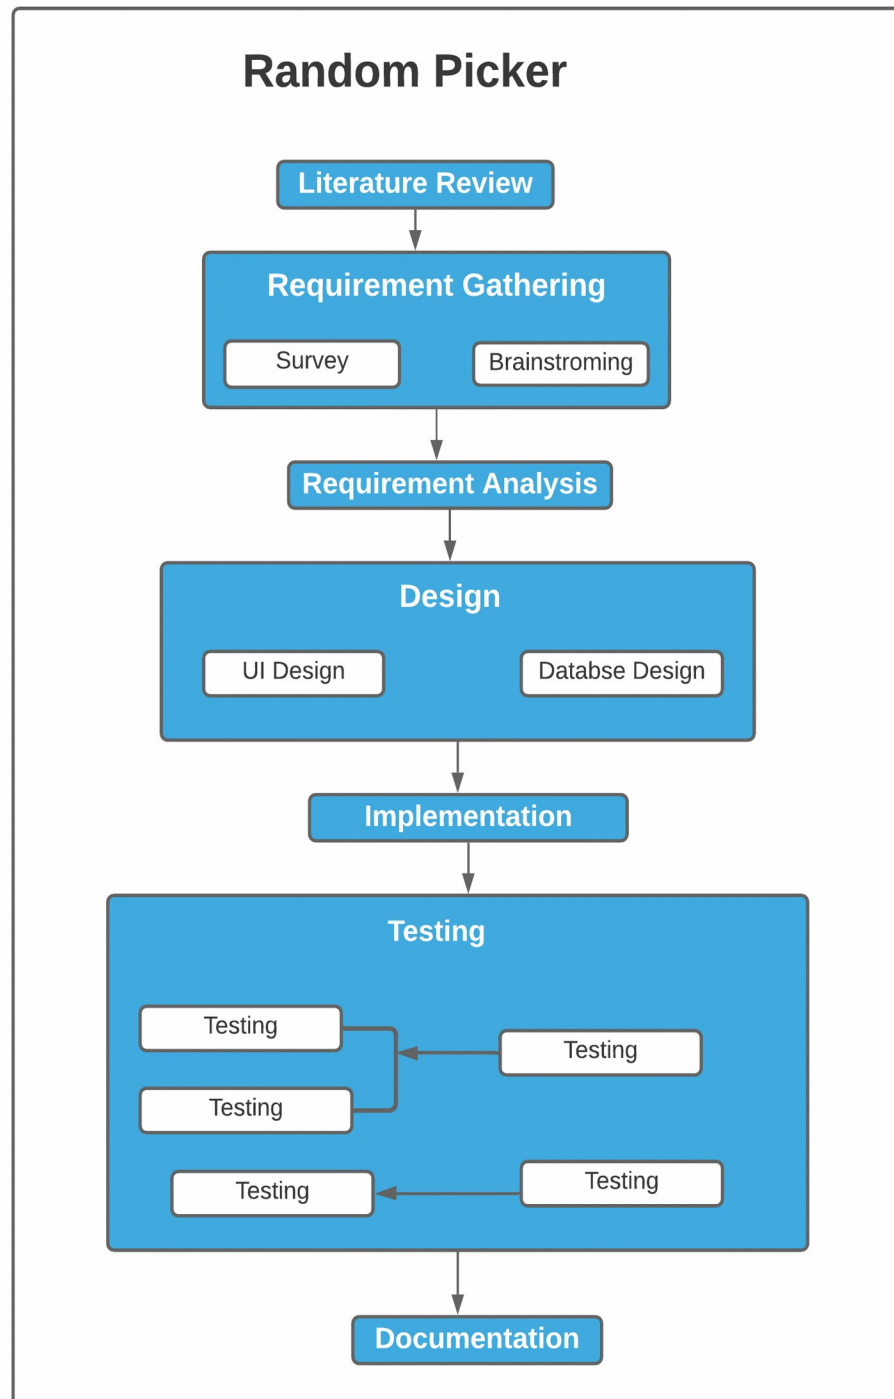 Random Picker
Literature Review
Requirement Gathering
Survey
Brainstroming
Requirement Analysis
Design
UI Design
Databse Design
Implementation
Testing
Testing
Testing
Testing
Testing
Testing
Documentation